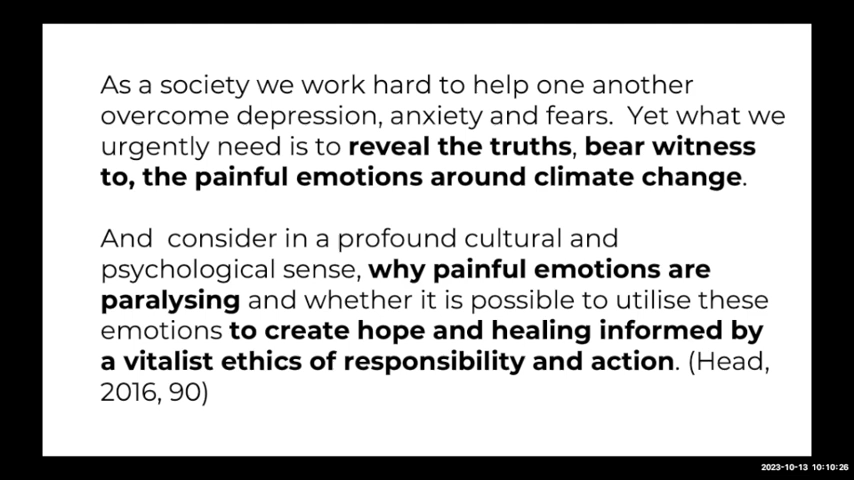 As a society we work hard to help one another
overcome depression, anxiety and fears.  Yet what we
urgently need is to reveal the truths, bear witness
to, the painful emotions around climate change.
And  consider in a profound cultural and
psychological sense, why painful emotions are
paralysing and whether it is possible to utilise these
emotions to create hope and healing informed by
a vitalist ethics of responsibility and action. (Head,
2016, 90)
2023-10-13 10:10:26